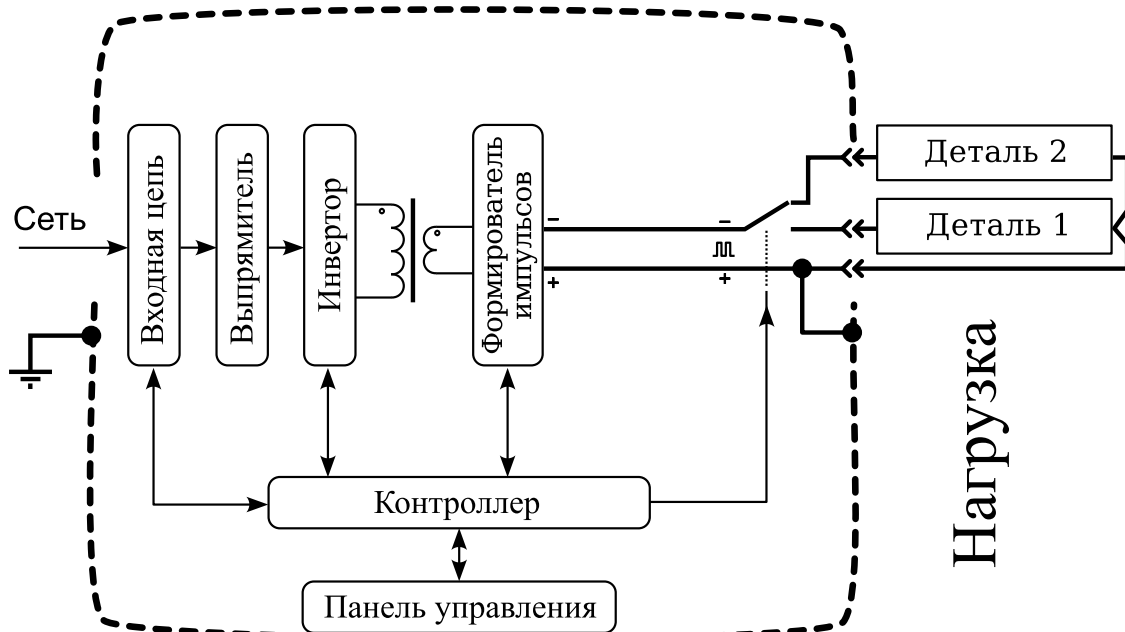 Сеть
Входная цепь
Выпрямитель
Инвертор
Формирователь
импульсов
–
+
–
+
Деталь 2
Деталь 1
Нагрузка
Контроллер
Панель управления